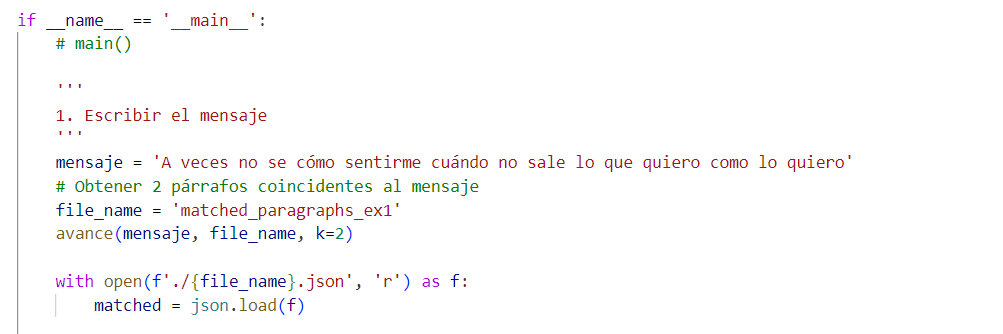 if __name__ == '__main__':
# main()
'''
1. Escribir el mensaje
'''
mensaje = 'A veces no se cómo sentirme cuándo no sale lo que quiero como lo quiero'
# Obtener 2 párrafos coincidentes al mensaje
file_name = 'matched_paragraphs_ex1'
avance(mensaje, file_name, k=2)
with open(f'./{file_name}.json', 'r') as f:
matched = json.load(f)